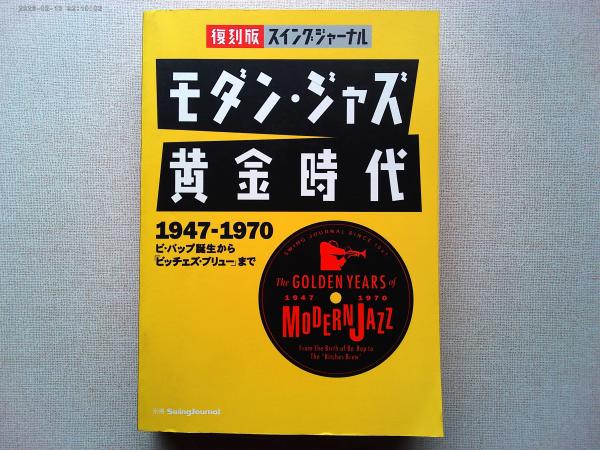 復刻版 スイングジャーナル
モダン・ジャズ
黄金時代
1947-1970
ビ・バップ誕生から
「ビッチェズ・ブリュー」まで
SWING JOURNAL SINCE 1947
The GOLDEN YEARS of
1947 1970
MODERN JAZZ
From the Birth of Be-Bop to
The "Bitches Brew"
別冊 SwingJournal